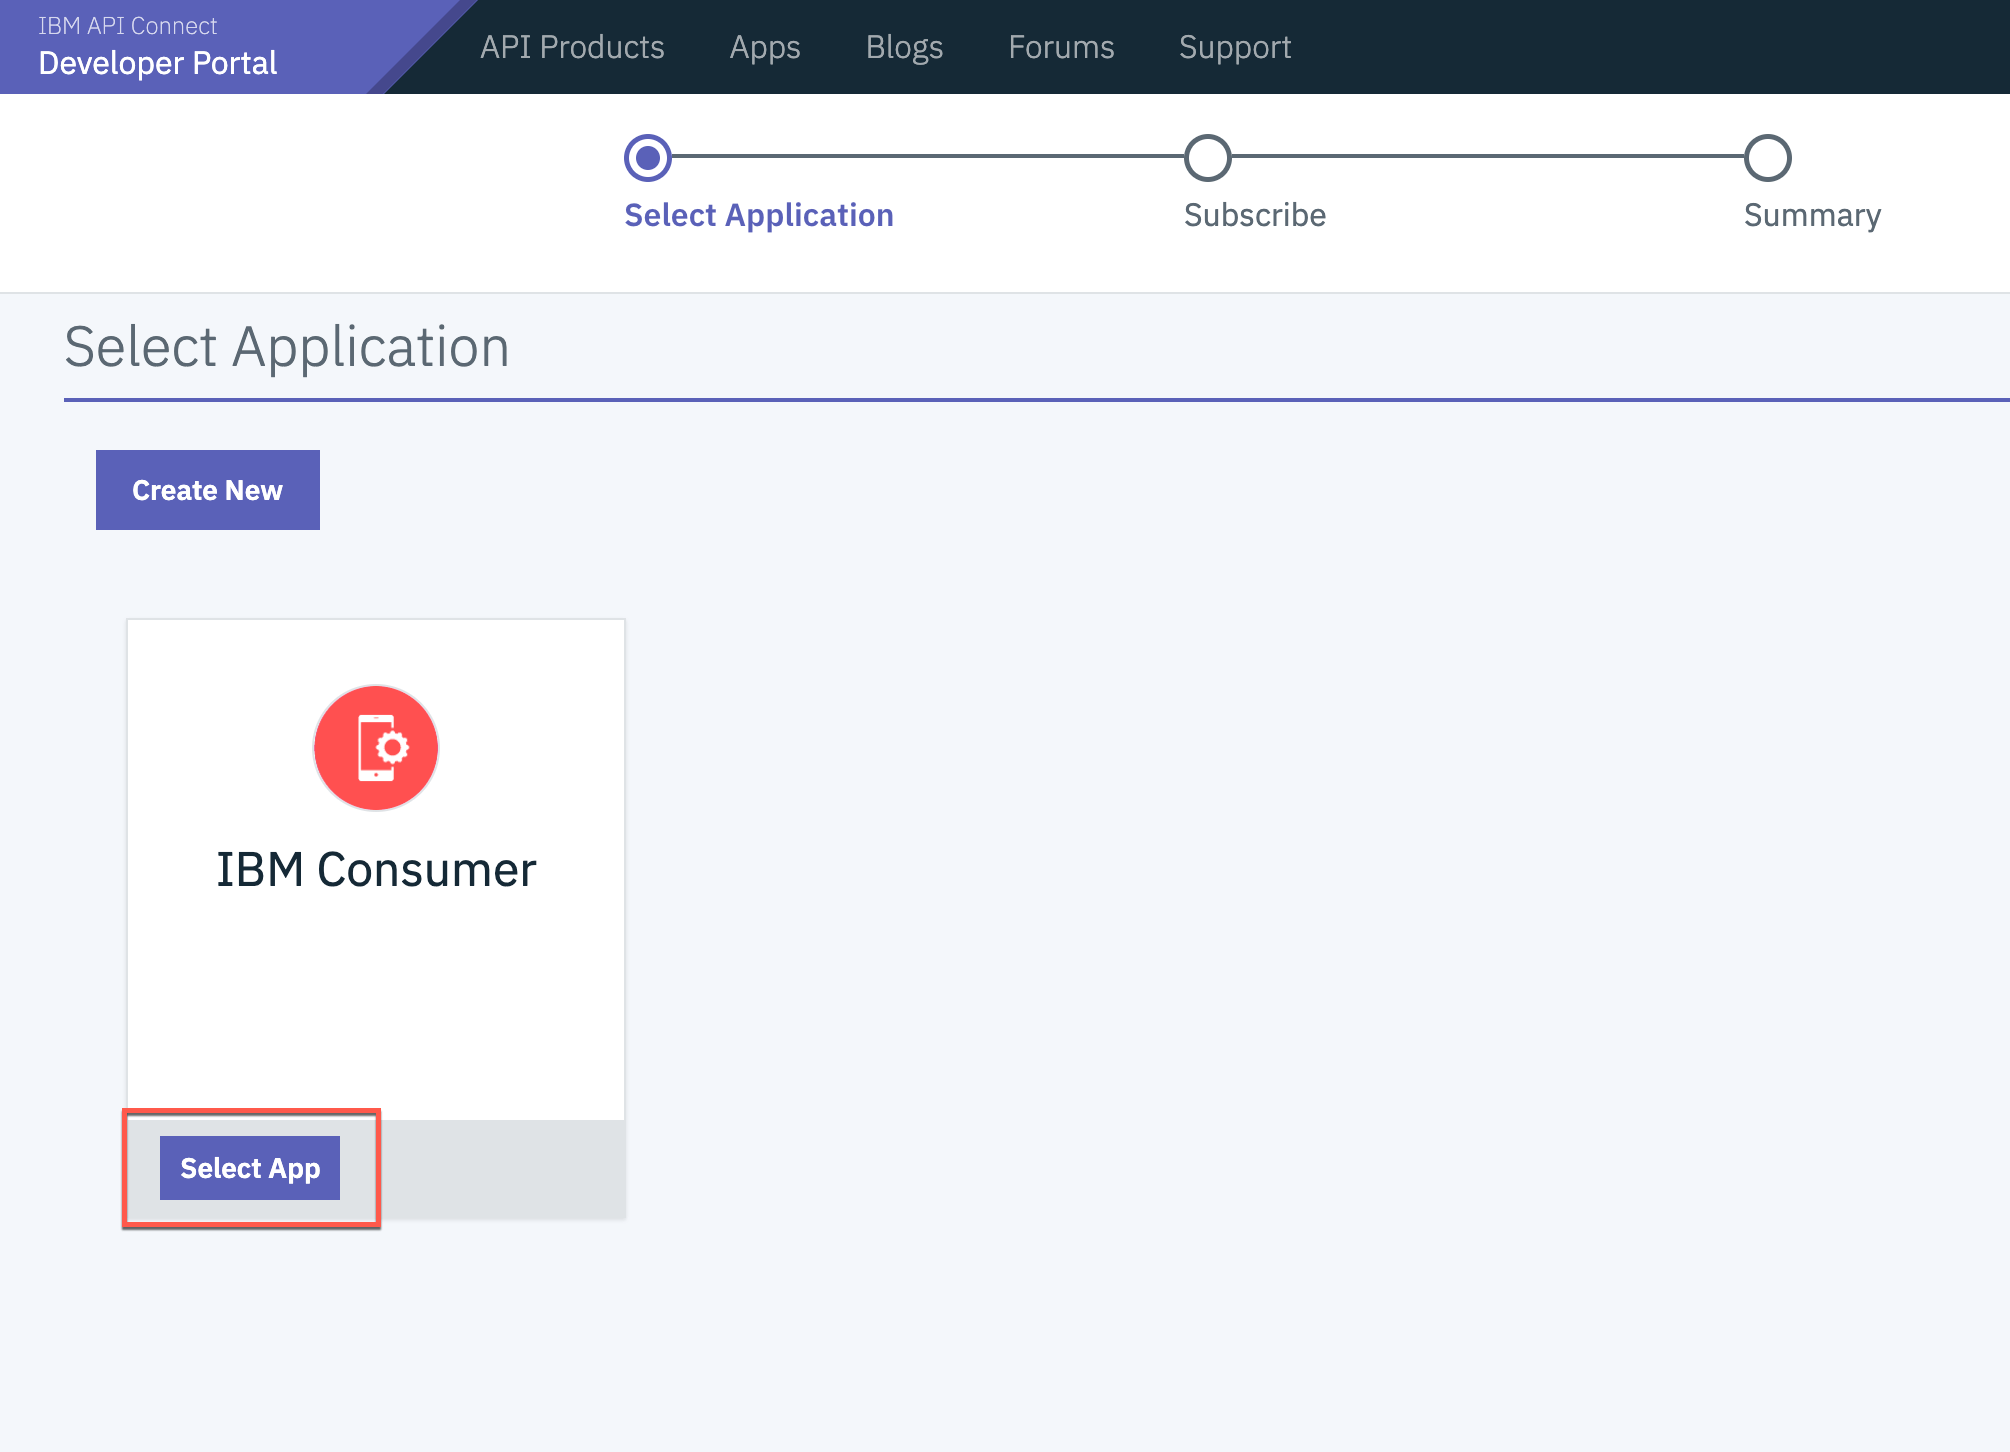 IBM API Connect
Developer Portal
API Products Apps Blogs Forums Support
Select Application Subscribe Summary
Select Application
Create New
IBM Consumer
Select App